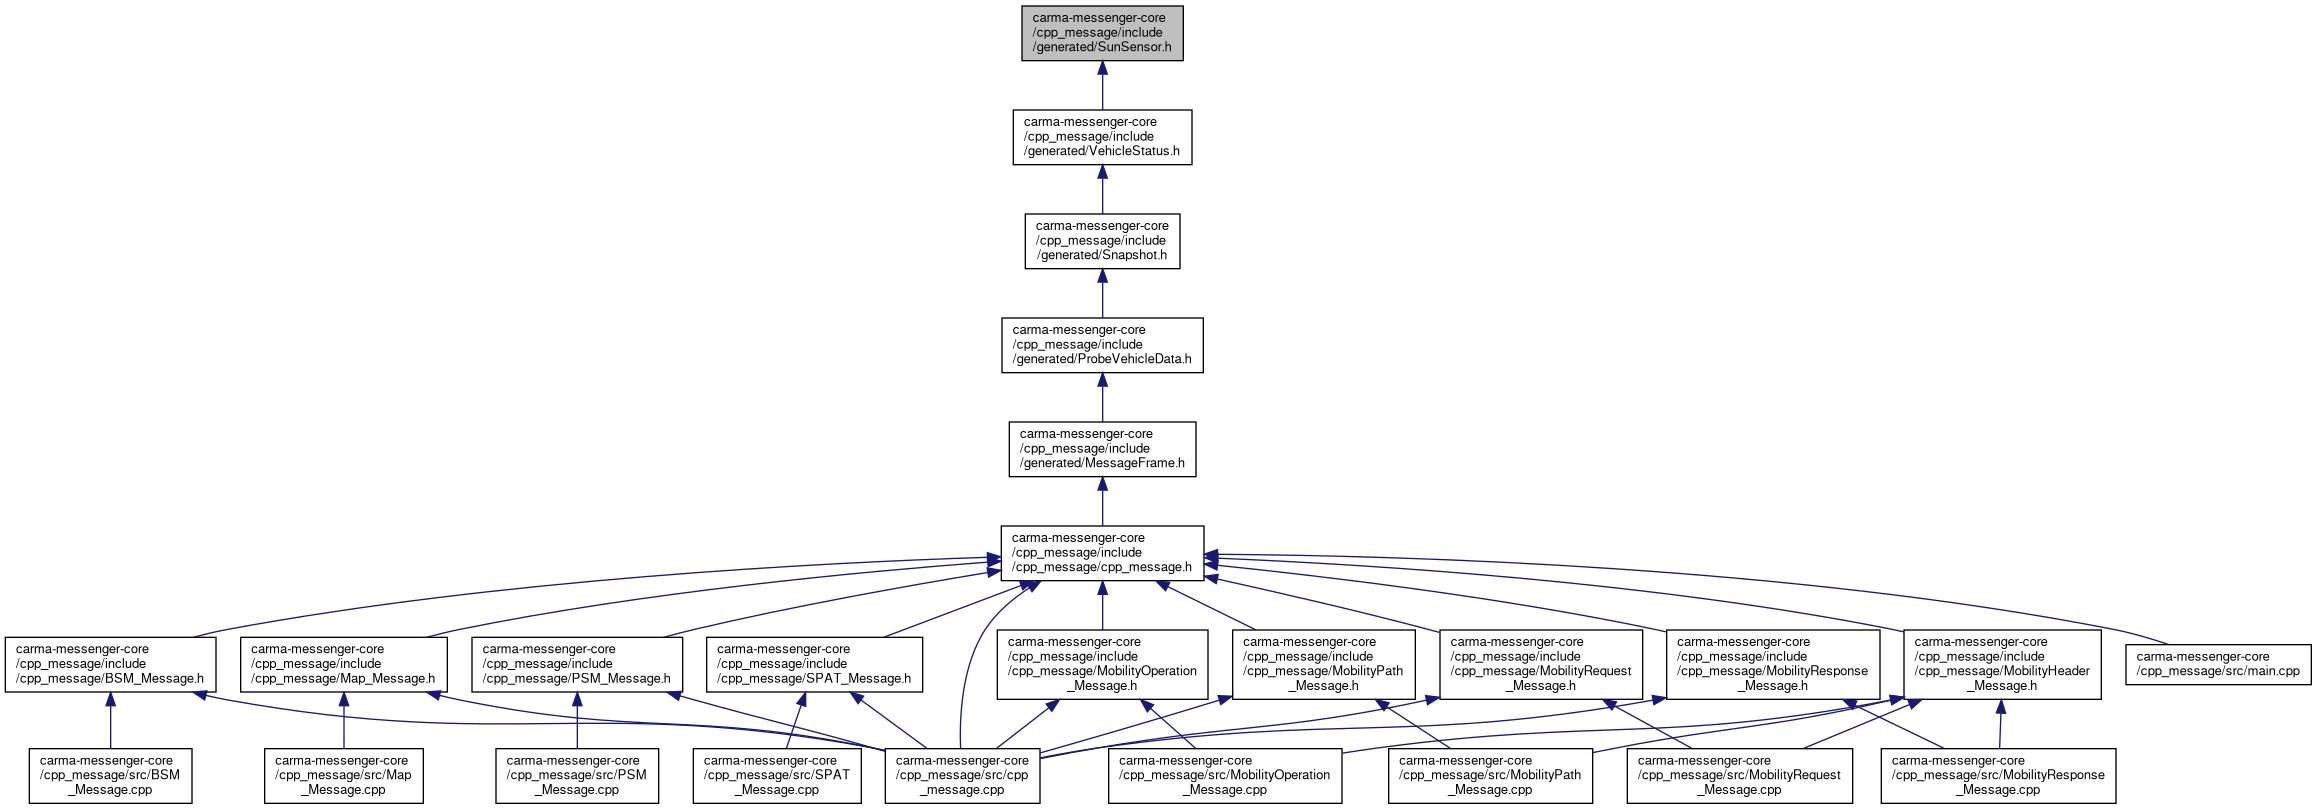 carma-messenger-core
/cpp_message/include
/generated/SunSensor.h
carma-messenger-core
/cpp_message/include
/generated/VehicleStatus.h
carma-messenger-core
/cpp_message/include
/generated/Snapshot.h
carma-messenger-core
/cpp_message/include
/generated/ProbeVehicleData.h
carma-messenger-core
/cpp_message/include
/generated/MessageFrame.h
carma-messenger-core
/cpp_message/include
/cpp_message/cpp_message.h
carma-messenger-core
/cpp_message/include
/cpp_message/BSM_Message.h
carma-messenger-core
/cpp_message/include
/cpp_message/Map_Message.h
carma-messenger-core
/cpp_message/include
/cpp_message/PSM_Message.h
carma-messenger-core
/cpp_message/include
/cpp_message/SPAT_Message.h
carma-messenger-core
/cpp_message/include
/cpp_message/MobilityOperation
_Message.h
carma-messenger-core
/cpp_message/include
/cpp_message/MobilityPath
_Message.h
carma-messenger-core
/cpp_message/include
/cpp_message/MobilityRequest
_Message.h
carma-messenger-core
/cpp_message/include
/cpp_message/MobilityResponse
_Message.h
carma-messenger-core
/cpp_message/include
/cpp_message/MobilityHeader
_Message.h
carma-messenger-core
/cpp_message/src/main.cpp
carma-messenger-core
/cpp_message/src/BSM
_Message.cpp
carma-messenger-core
/cpp_message/src/Map
_Message.cpp
carma-messenger-core
/cpp_message/src/PSM
_Message.cpp
carma-messenger-core
/cpp_message/src/SPAT
_Message.cpp
carma-messenger-core
/cpp_message/src/cpp
_message.cpp
carma-messenger-core
/cpp_message/src/MobilityOperation
_Message.cpp
carma-messenger-core
/cpp_message/src/MobilityPath
_Message.cpp
carma-messenger-core
/cpp_message/src/MobilityRequest
_Message.cpp
carma-messenger-core
/cpp_message/src/MobilityResponse
_Message.cpp